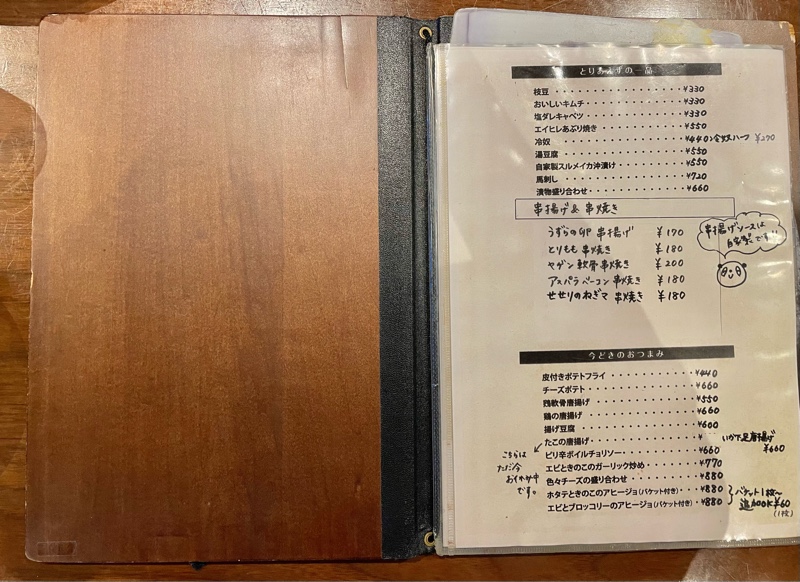 とりあえずの一品
枝豆 ・・・・・・・・・・・・・・・・ ¥330
おいしいキムチ ・・・・・・・・・・・・ ¥330
塩ダレキャベツ ・・・・・・・・・・・・ ¥330
エイヒレあぶり焼き ・・・・・・・・・・ ¥550
冷奴 ・・・・・・・・・・・・・・・・ ¥440 冷奴ハーフ ¥270
湯豆腐 ・・・・・・・・・・・・・・・ ¥550
自家製スルメイカ沖漬け ・・・・・・・・ ¥550
馬刺し ・・・・・・・・・・・・・・・ ¥720
漬物盛り合わせ ・・・・・・・・・・・・ ¥660
串揚げ & 串焼き
うずらの卵 串揚げ ¥170
とりもも 串焼き ¥180
ヤゲン軟骨 串焼き ¥200
アスパラベーコン 串焼き ¥180
せせりのねぎマ 串焼き ¥180
串揚げソースは
自家製です!!
今どきのおつまみ
皮付きポテトフライ ・・・・・・・・・・ ¥440
チーズポテト ・・・・・・・・・・・・・ ¥660
鶏軟骨唐揚げ ・・・・・・・・・・・・・ ¥550
鶏の唐揚げ ・・・・・・・・・・・・・・ ¥660
揚げ豆腐 ・・・・・・・・・・・・・・・ ¥600
たこの唐揚げ ・・・・・・・・・・・・・ ¥
ピリ辛ボイルチョリソー ・・・・・・・・ ¥660
エビときのこのガーリック炒め ・・・・・ ¥770
色々チーズの盛り合わせ ・・・・・・・・ ¥880
ホタテときのこのアヒージョ(バケット付き) ・・・ ¥880
エビとブロッコリーのアヒージョ(バケット付き) ・・ ¥880
こちらは
ただ今
お休み中
です。
いか下足唐揚げ
¥660
バケット1枚〜
追加OK ¥60
(1枚)